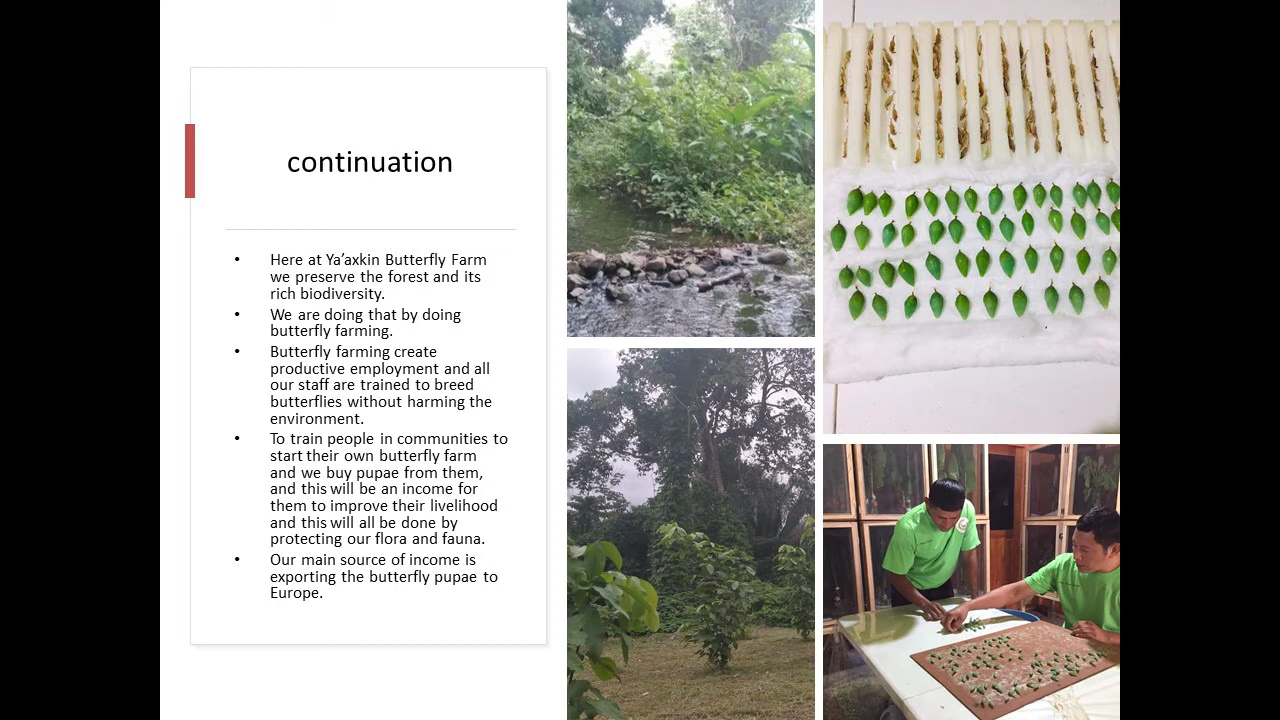 continuation
• Here at Ya’axkin Butterfly Farm
we preserve the forest and its
rich biodiversity.
• We are doing that by doing
butterfly farming.
• Butterfly farming create
productive employment and all
our staff are trained to breed
butterflies without harming the
environment.
• To train people in communities to
start their own butterfly farm
and we buy pupae from them,
and this will be an income for
them to improve their livelihood
and this will all be done by
protecting our flora and fauna.
• Our main source of income is
exporting the butterfly pupae to
Europe.